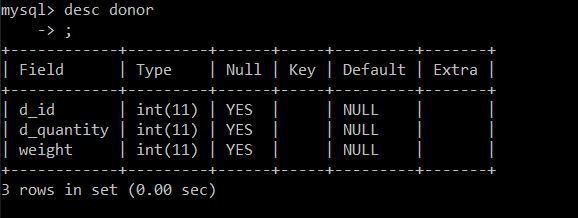 mysql> desc donor
    -> ;
+------------+---------+------+-----+---------+-------+
| Field      | Type    | Null | Key | Default | Extra |
+------------+---------+------+-----+---------+-------+
| d_id       | int(11) | YES  |     | NULL    |       |
| d_quantity | int(11) | YES  |     | NULL    |       |
| weight     | int(11) | YES  |     | NULL    |       |
+------------+---------+------+-----+---------+-------+
3 rows in set (0.00 sec)